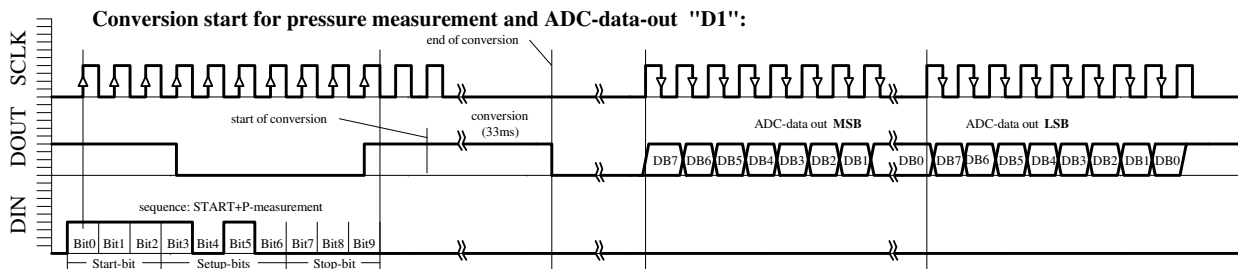 Conversion start for pressure measurement and ADC-data-out "D1":
end of conversion
SCLK
start of conversion
conversion
(33ms)
ADC-data out MSB
ADC-data out LSB
DOUT
DB7 DB6 DB5 DB4 DB3 DB2 DB1 DB0 DB7 DB6 DB5 DB4 DB3 DB2 DB1 DB0
DIN
sequence: START+P-measurement
Bit0 Bit1 Bit2 Bit3 Bit4 Bit5 Bit6 Bit7 Bit8 Bit9
Start-bit Setup-bits Stop-bit